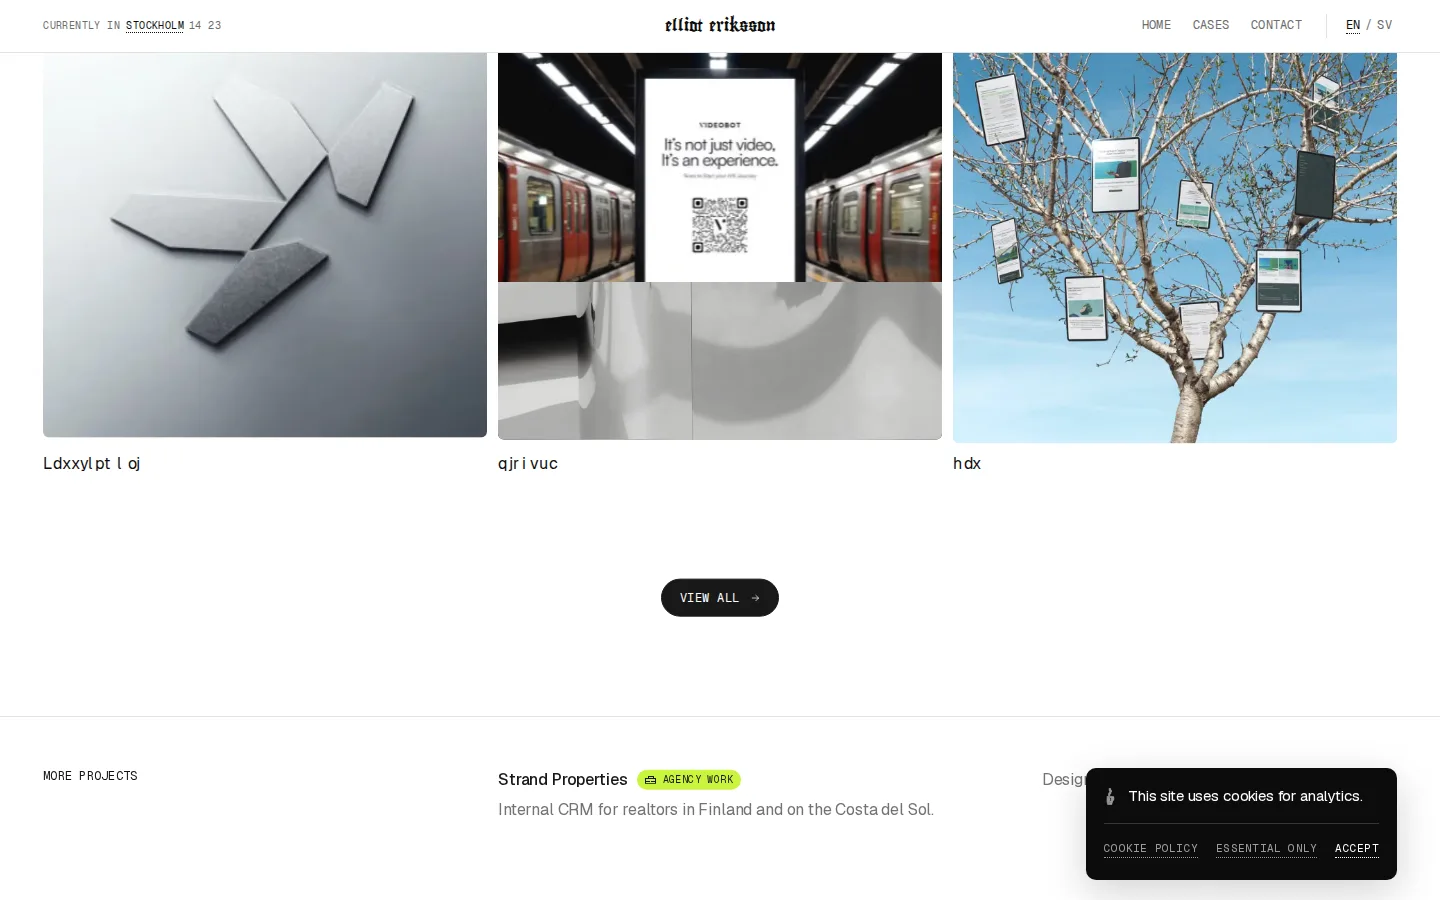 CURRENTLY IN STOCKHOLM 14 23
elliot eriksson
HOME CASES CONTACT EN / SV
VIDEOBOT
It's not just video,
It's an experience.
Ldxxylpt l oj
qjr i vuc
hdx
VIEW ALL →
MORE PROJECTS
Strand Properties AGENCY WORK
Internal CRM for realtors in Finland and on the Costa del Sol.
Design
This site uses cookies for analytics.
COOKIE POLICY ESSENTIAL ONLY ACCEPT